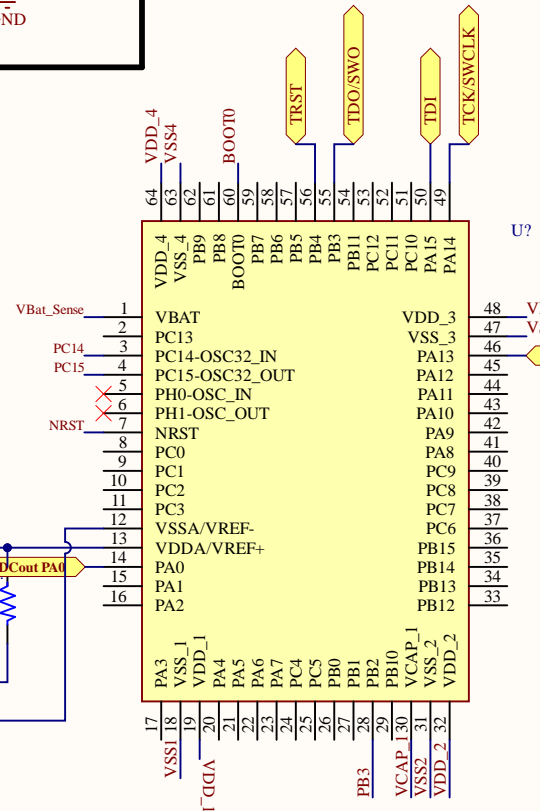 ND
TRST
TDO/SWO
TDI
TCK/SWCLK
VDD_4
VSS4
BOOT0
64
63
62
61
60
59
58
57
56
55
54
53
52
51
50
49
VDD_4
VSS_4
PB9
PB8
BOOT0
PB7
PB6
PB5
PB4
PB3
PB11
PC12
PC11
PC10
PA15
PA14
U?
VBat_Sense 1 VBAT
2 PC13
PC14 3 PC14-OSC32_IN
PC15 4 PC15-OSC32_OUT
5 PH0-OSC_IN
6 PH1-OSC_OUT
NRST 7 NRST
8 PC0
9 PC1
10 PC2
11 PC3
12 VSSA/VREF-
13 VDDA/VREF+
DCout PA0 14 PA0
15 PA1
16 PA2
VDD_3 48 V
VSS_3 47 V
PA13 46
PA12 45
PA11 44
PA10 43
PA9 42
PA8 41
PC9 40
PC8 39
PC7 38
PC6 37
PB15 36
PB14 35
PB13 34
PB12 33
PA3
VSS_1
VDD_1
PA4
PA5
PA6
PA7
PC4
PC5
PB0
PB1
PB2
PB10
VCAP_1
VSS_2
VDD_2
17
18
19
20
21
22
23
24
25
26
27
28
29
30
31
32
VSS1
VDD_1
PB3
VCAP_1
VSS2
VDD_2